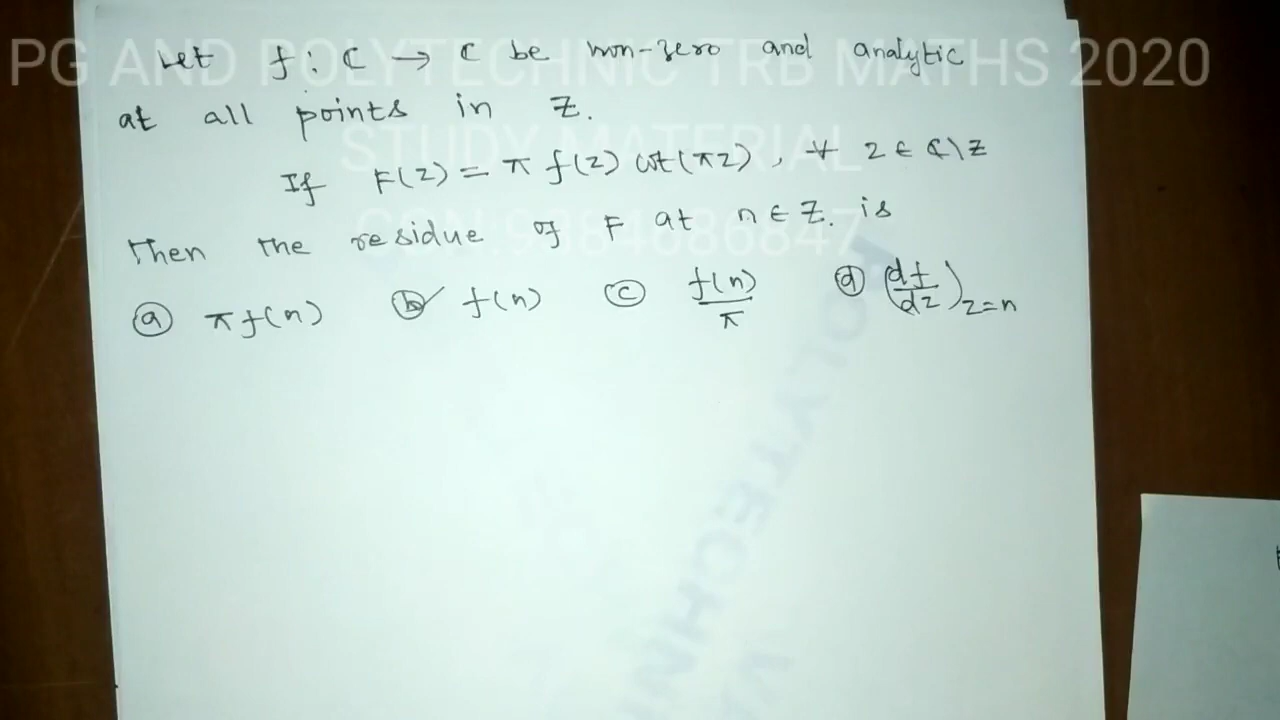 PG AND POLYTECHNIC TRB MATHS 2020
STUDY MATERIAL
Let f : C → C be non-zero and analytic
at all points in Z.
If F(z) = π f(z) cot(πz) , ∀ z ∈ C\Z
Then the residue of F at n ∈ Z. is
ⓐ π f(n) ⓑ✓ f(n) ⓒ f(n)/π ⓓ (df/dz)z=n